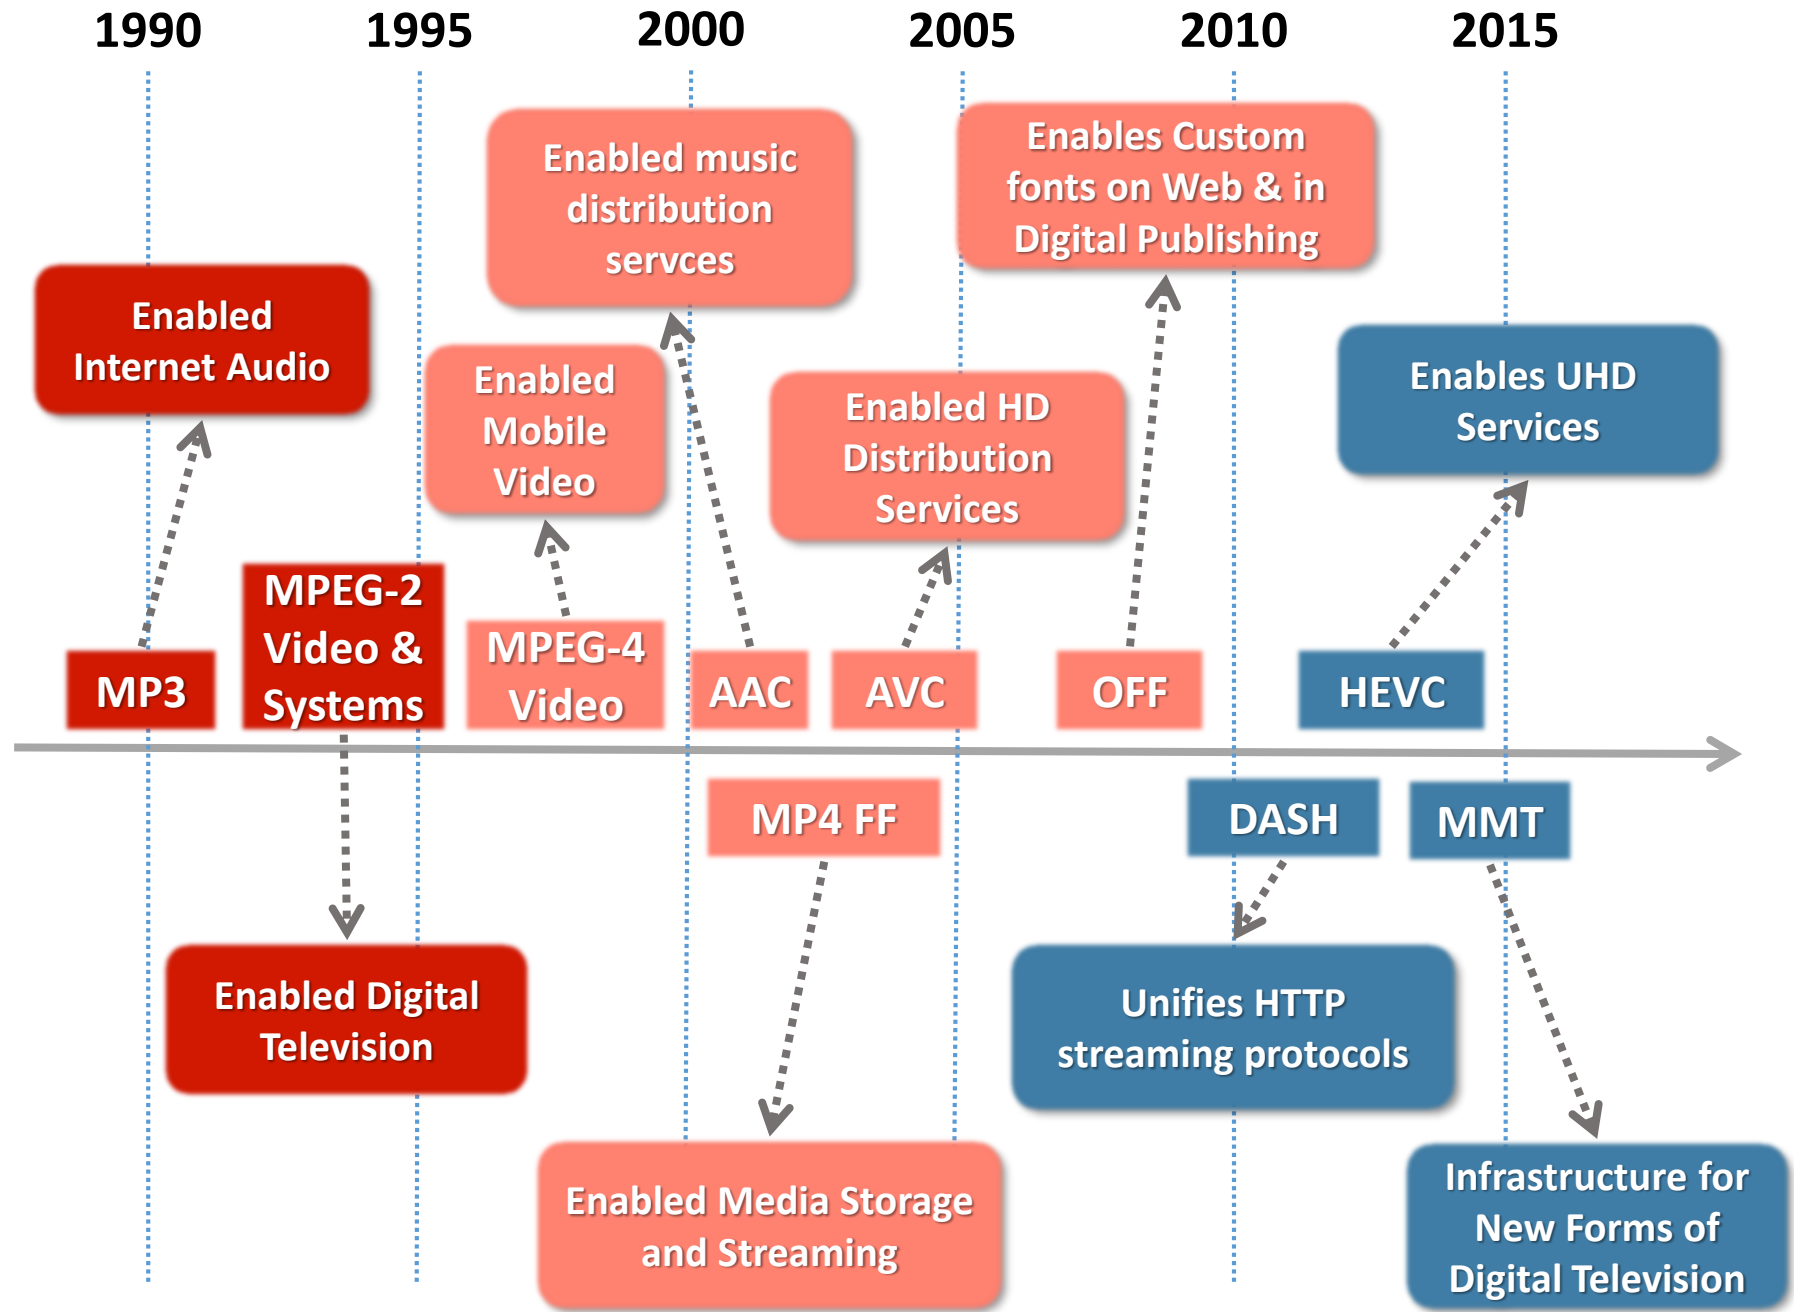 1990
1995
2000
2005
2010
2015
Enabled music
distribution
servces
Enables Custom
fonts on Web & in
Digital Publishing
Enabled
Internet Audio
Enabled
Mobile
Video
Enabled HD
Distribution
Services
Enables UHD
Services
MP3
MPEG-2
Video &
Systems
MPEG-4
Video
AAC
AVC
OFF
HEVC
MP4 FF
DASH
MMT
Enabled Digital
Television
Unifies HTTP
streaming protocols
Enabled Media Storage
and Streaming
Infrastructure for
New Forms of
Digital Television